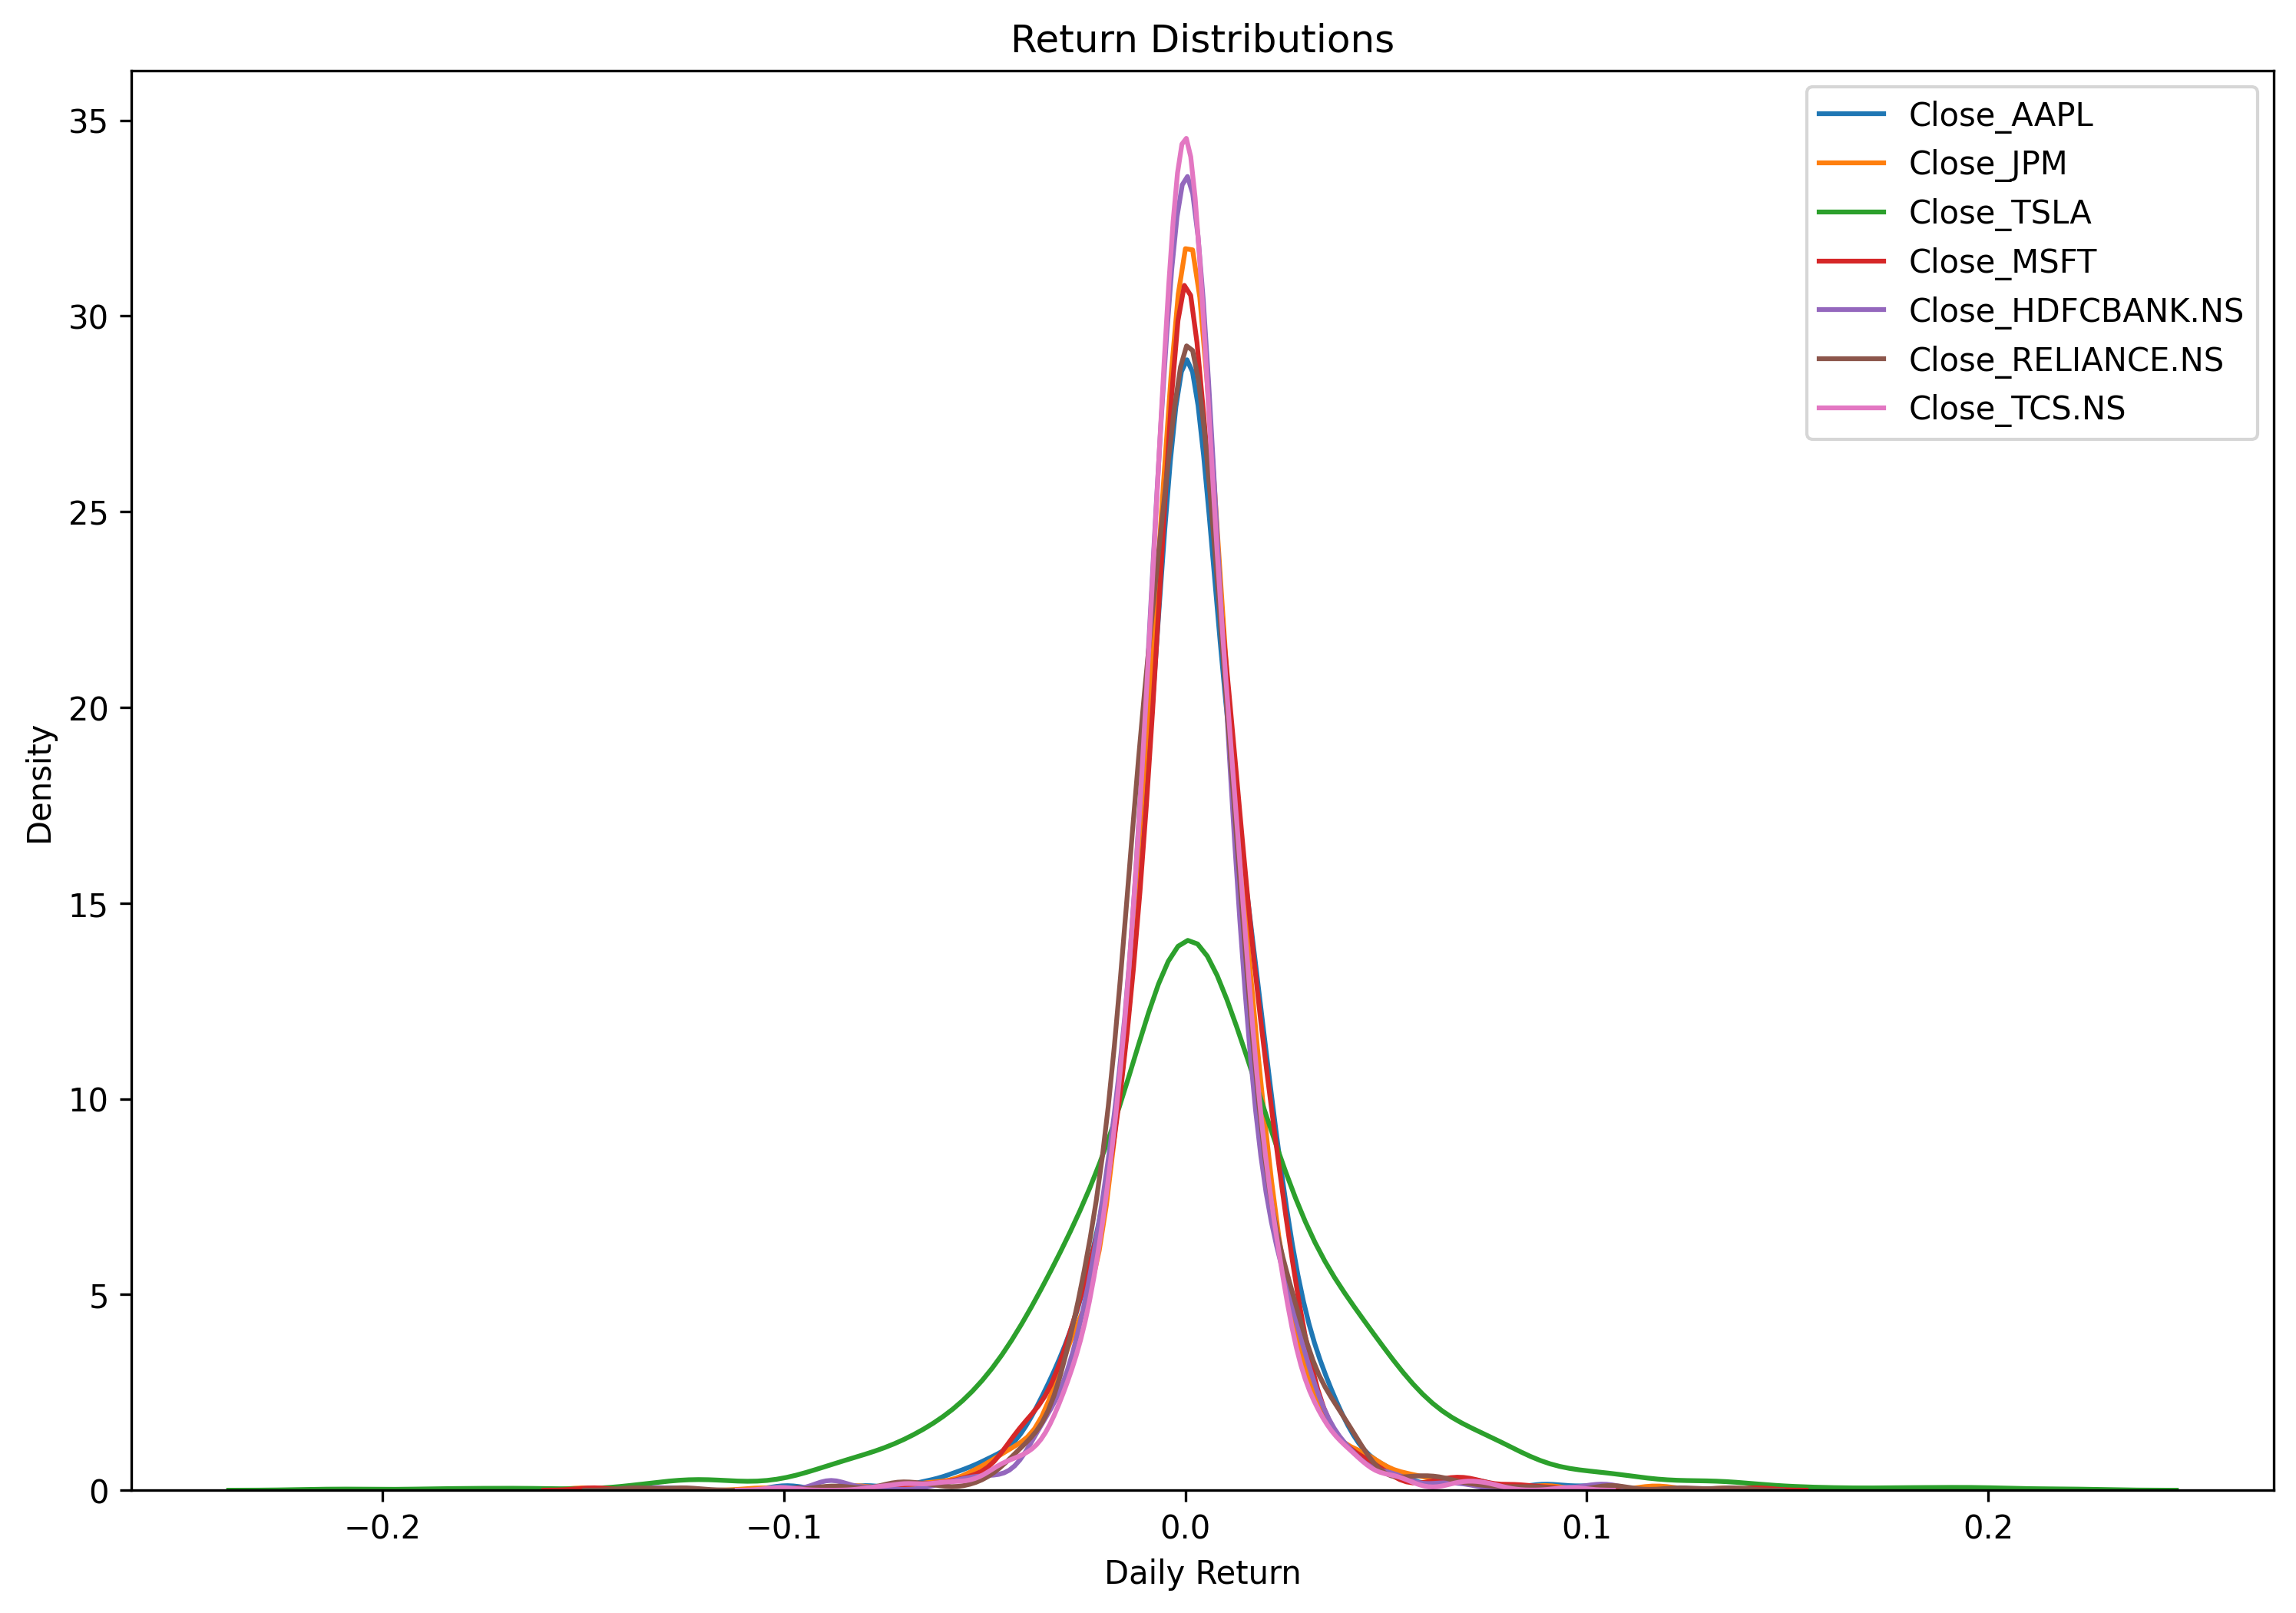 Return Distributions
Close_AAPL
Close_JPM
Close_TSLA
Close_MSFT
Close_HDFCBANK.NS
Close_RELIANCE.NS
Close_TCS.NS
35
30
25
20
15
10
5
0
Density
−0.2
−0.1
0.0
0.1
0.2
Daily Return